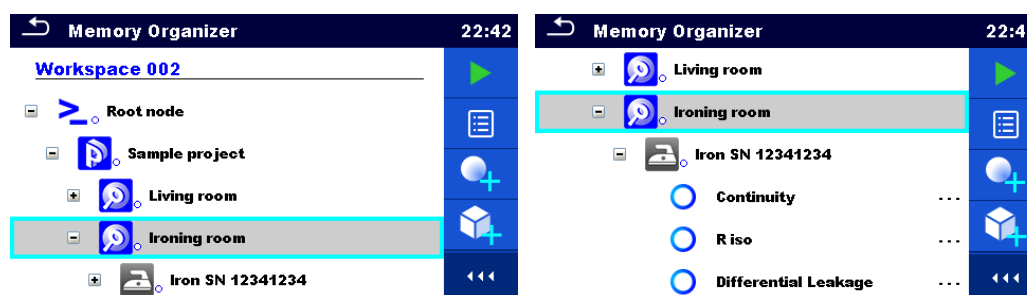 Memory Organizer 22:42
Workspace 002
Root node
Sample project
Living room
Ironing room
Iron SN 12341234
Memory Organizer 22:4
Living room
Ironing room
Iron SN 12341234
Continuity ...
R iso ...
Differential Leakage ...